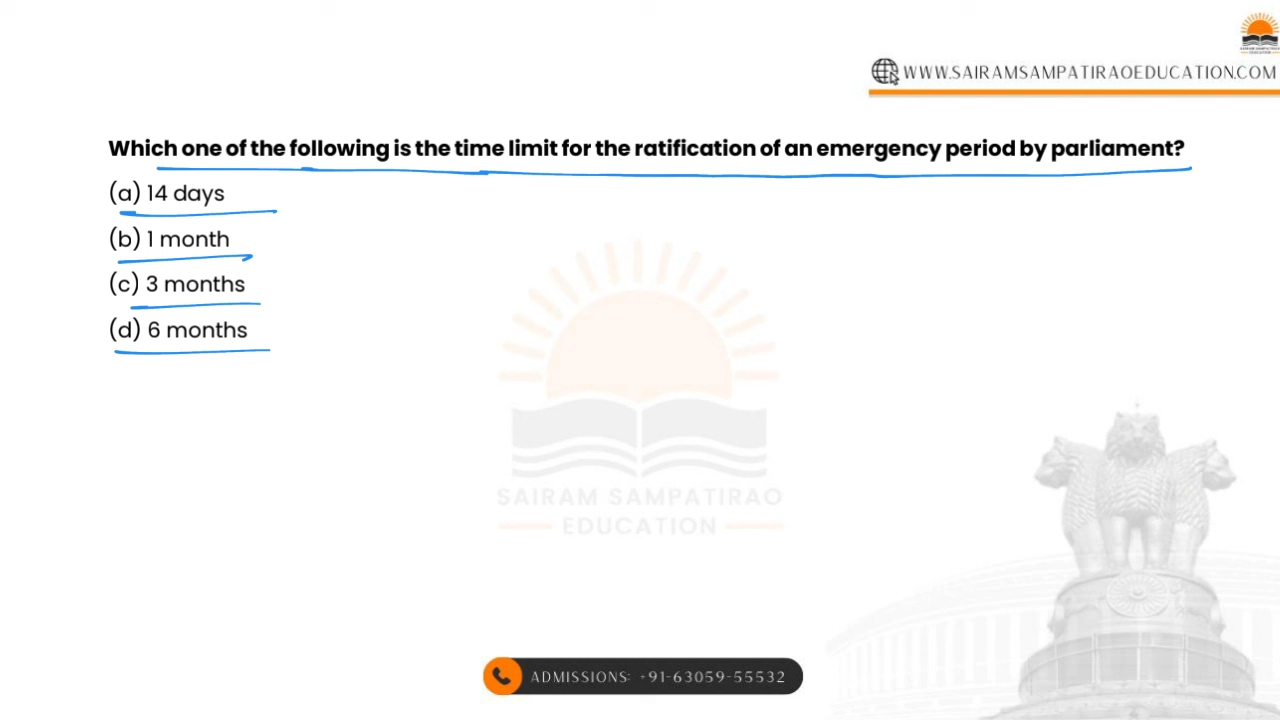 WWW.SAIRAMSAMPATIRAOEDUCATION.COM
Which one of the following is the time limit for the ratification of an emergency period by parliament?
(a) 14 days
(b) 1 month
(c) 3 months
(d) 6 months
SAIRAM SAMPATIRAO
EDUCATION
ADMISSIONS: +91-63059-55532